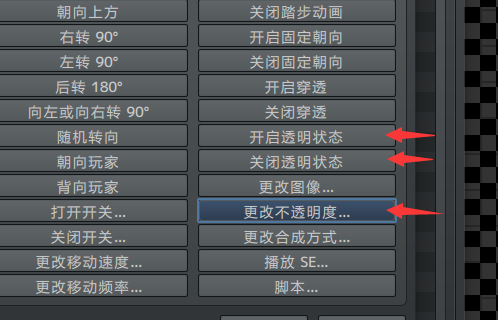 朝向上方
关闭踏步动画
右转 90°
开启固定朝向
左转 90°
关闭固定朝向
后转 180°
开启穿透
向左或向右转 90°
关闭穿透
随机转向
开启透明状态
朝向玩家
关闭透明状态
背向玩家
更改图像...
打开开关...
更改不透明度...
关闭开关...
更改合成方式...
更改移动速度...
播放 SE...
更改移动频率...
脚本...